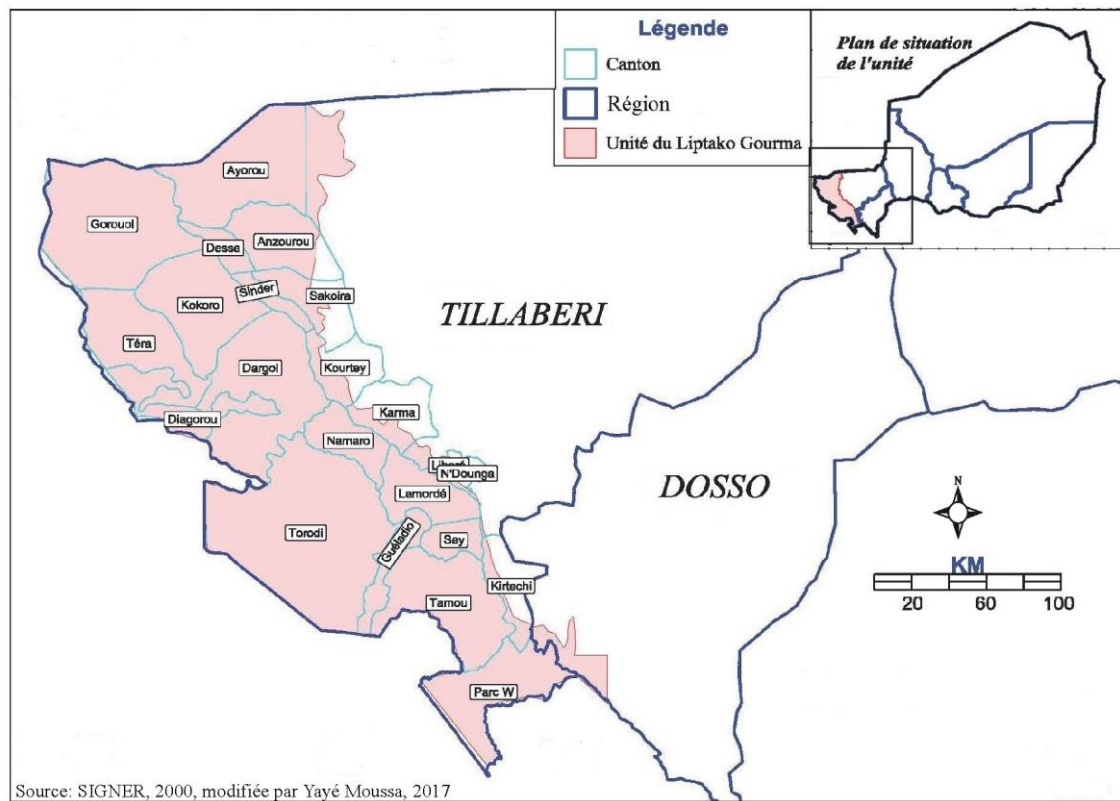 Légende
Canton
Région
Unité du Liptako Gourma
Plan de situation
de l'unité
Ayorou
Gorouol
Dessa
Anzourou
Sinder
Sakoira
Kokoro
TILLABERI
Téra
Dargol
Kourtey
Karma
Diagorou
Namaro
N'Dounga
Lamordé
DOSSO
N
Torodi
Guéladio
Say
KM
20 60 100
Kirtachi
Tamou
Parc W
Source: SIGNER, 2000, modifiée par Yayé Moussa, 2017